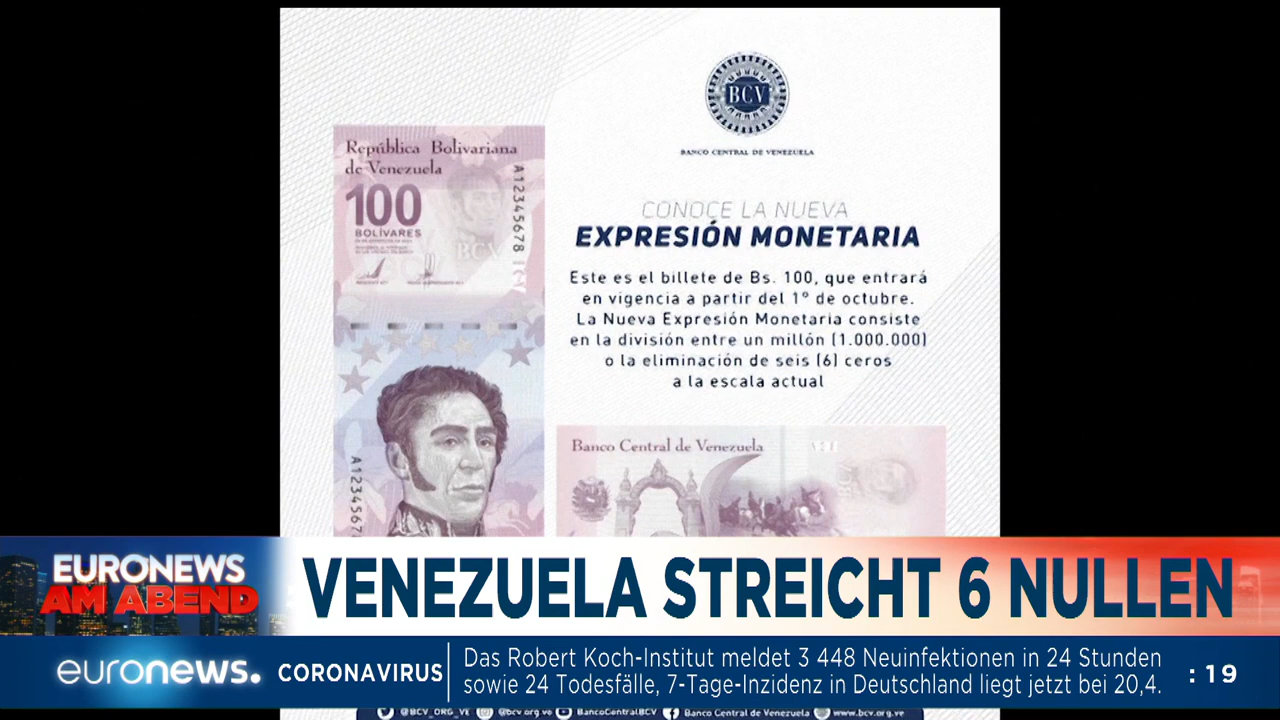 BCV
BANCO CENTRAL DE VENEZUELA
República Bolivariana
de Venezuela
100
BOLÍVARES
A12345678
BCV
CONOCE LA NUEVA
EXPRESIÓN MONETARIA
Este es el billete de Bs. 100, que entrará
en vigencia a partir del 1° de octubre.
La Nueva Expresión Monetaria consiste
en la división entre un millón (1.000.000)
o la eliminación de seis (6) ceros
a la escala actual
Banco Central de Venezuela
BCV
EURONEWS
AM ABEND
VENEZUELA STREICHT 6 NULLEN
euronews.
CORONAVIRUS
Das Robert Koch-Institut meldet 3 448 Neuinfektionen in 24 Stunden
sowie 24 Todesfälle, 7-Tage-Inzidenz in Deutschland liegt jetzt bei 20,4.
:19
@BCV_ORG_VE @bcv.org.ve BancoCentralBCV Banco Central de Venezuela www.bcv.org.ve